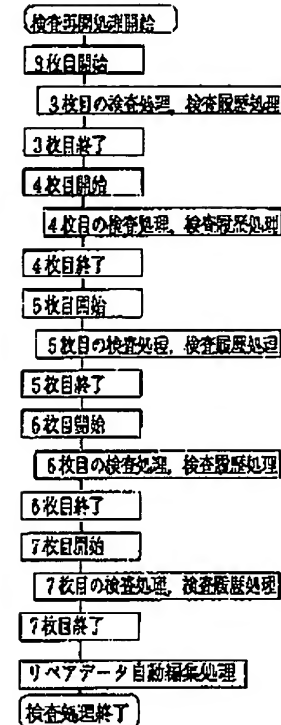 検査再開処理開始
3枚目開始
3枚目の検査処理、検査履歴処理
3枚目終了
4枚目開始
4枚目の検査処理、検査履歴処理
4枚目終了
5枚目開始
5枚目の検査処理、検査履歴処理
5枚目終了
6枚目開始
6枚目の検査処理、検査履歴処理
6枚目終了
7枚目開始
7枚目の検査処理、検査履歴処理
7枚目終了
リペアデータ自動編集処理
検査処理終了